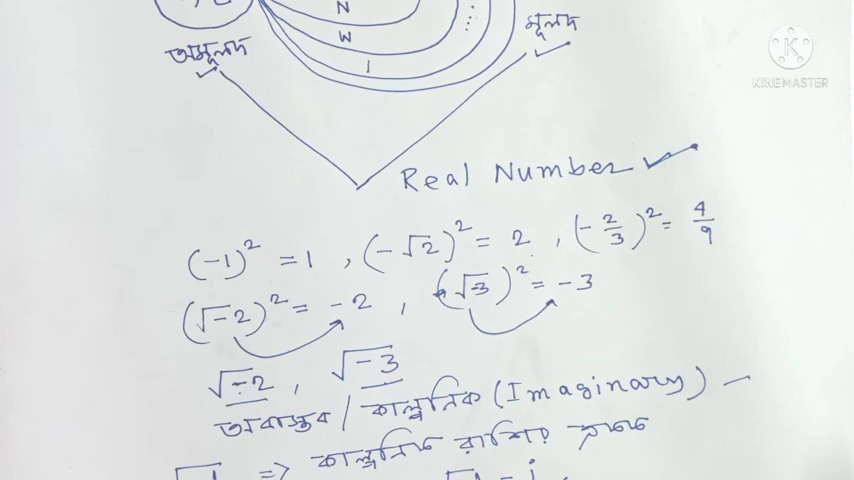 N
W
I
অমূলদ
মূলদ
KINEMASTER
Real Number
(-1)² = 1 , (-√2)² = 2 , (-2/3)² = 4/9
(√-2)² = -2 , (√-3)² = -3
√-2 , √-3
অবাস্তব / কাল্পনিক (Imaginary) —
⇒ কাল্পনিক রাশির